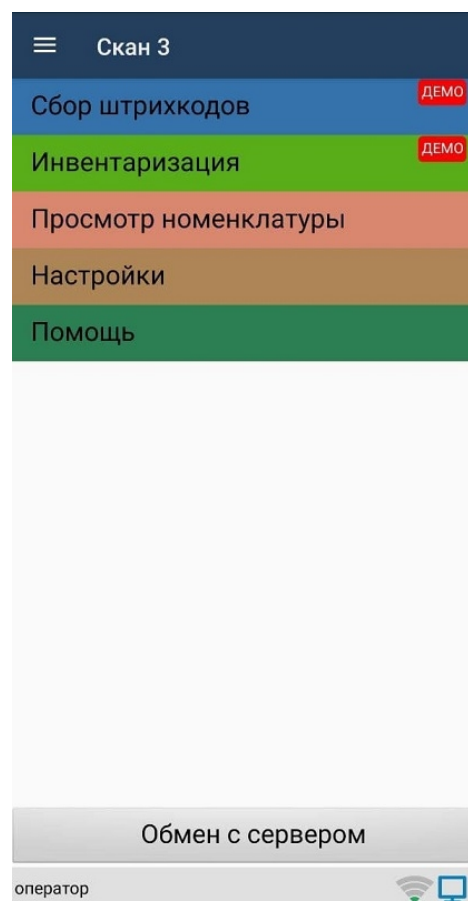 Скан 3
Сбор штрихкодов
ДЕМО
Инвентаризация
ДЕМО
Просмотр номенклатуры
Настройки
Помощь
Обмен с сервером
оператор